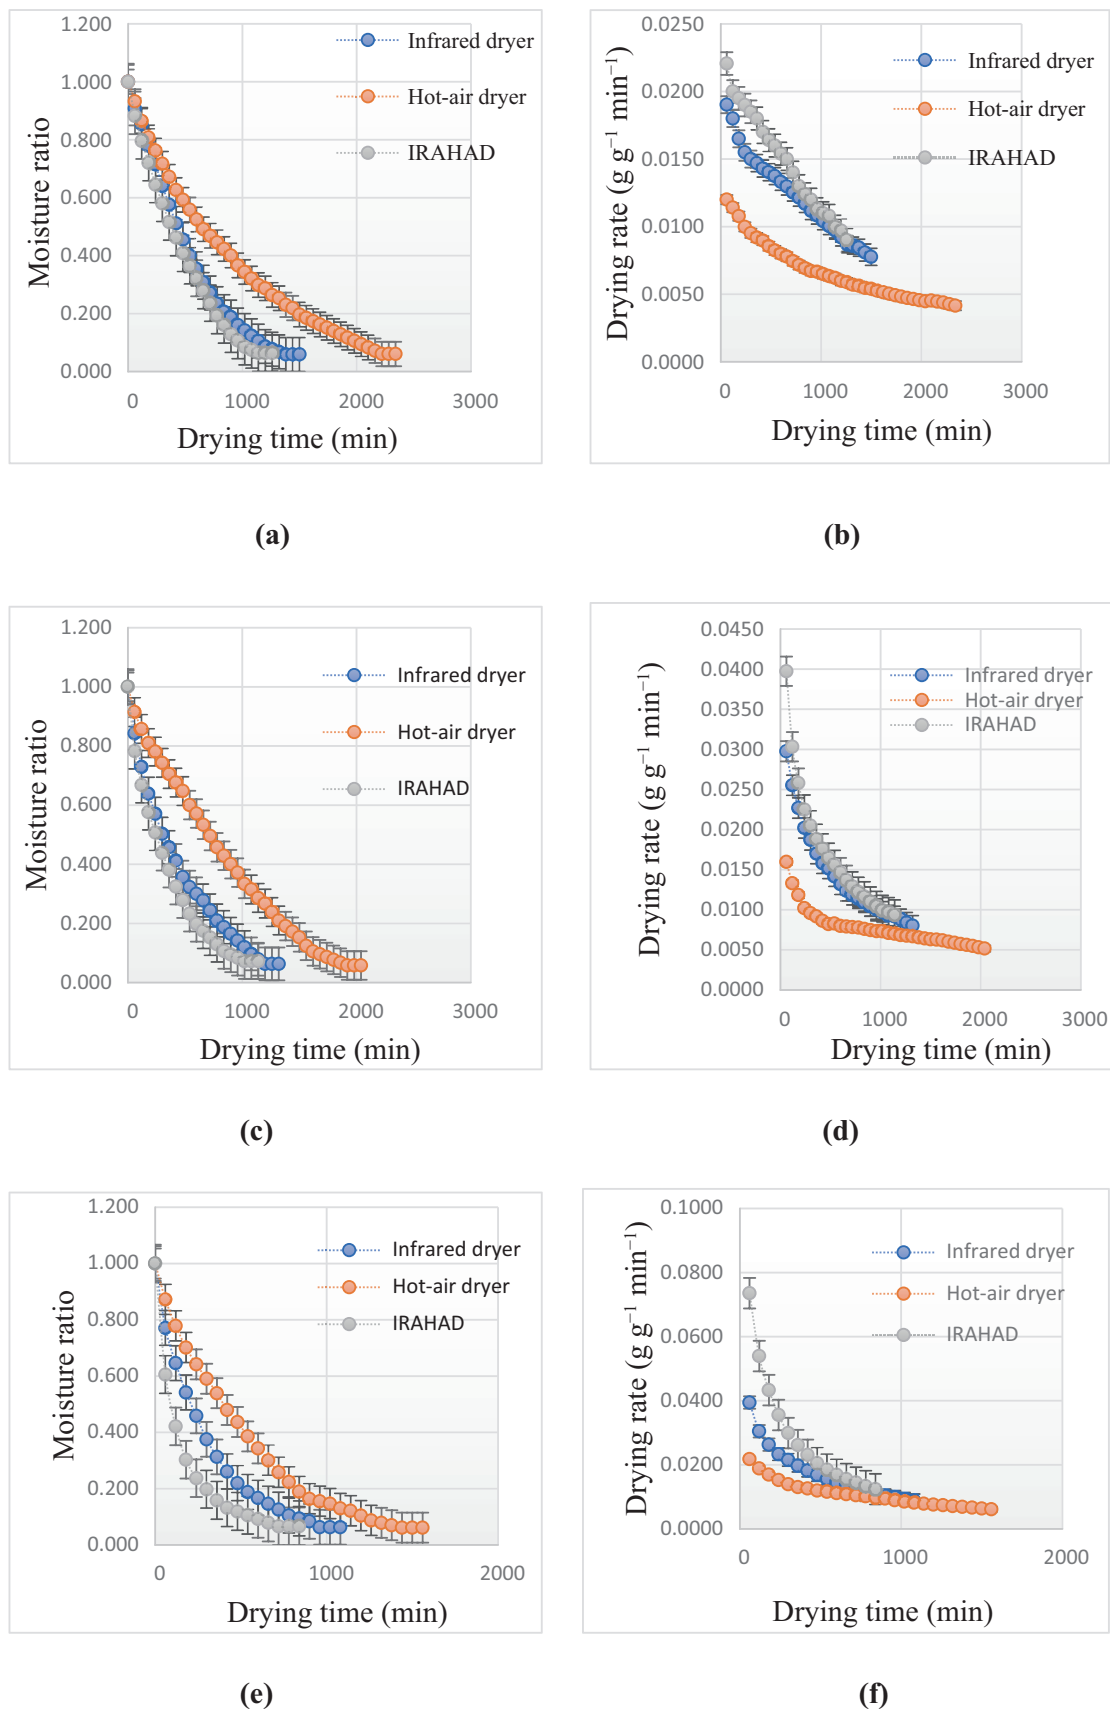 1.200
1.000
0.800
0.600
0.400
0.200
0.000
Moisture ratio
Infrared dryer
Hot-air dryer
IRAHAD
0 1000 2000 3000
Drying time (min)
(a)
0.0250
0.0200
0.0150
0.0100
0.0050
0.0000
Drying rate (g g⁻¹ min⁻¹)
Infrared dryer
Hot-air dryer
IRAHAD
0 1000 2000 3000
Drying time (min)
(b)
1.200
1.000
0.800
0.600
0.400
0.200
0.000
Moisture ratio
Infrared dryer
Hot-air dryer
IRAHAD
0 1000 2000 3000
Drying time (min)
(c)
0.0450
0.0400
0.0350
0.0300
0.0250
0.0200
0.0150
0.0100
0.0050
0.0000
Drying rate (g g⁻¹ min⁻¹)
Infrared dryer
Hot-air dryer
IRAHAD
0 1000 2000 3000
Drying time (min)
(d)
1.200
1.000
0.800
0.600
0.400
0.200
0.000
Moisture ratio
Infrared dryer
Hot-air dryer
IRAHAD
0 1000 2000
Drying time (min)
(e)
0.1000
0.0800
0.0600
0.0400
0.0200
0.0000
Drying rate (g g⁻¹ min⁻¹)
Infrared dryer
Hot-air dryer
IRAHAD
0 1000 2000
Drying time (min)
(f)